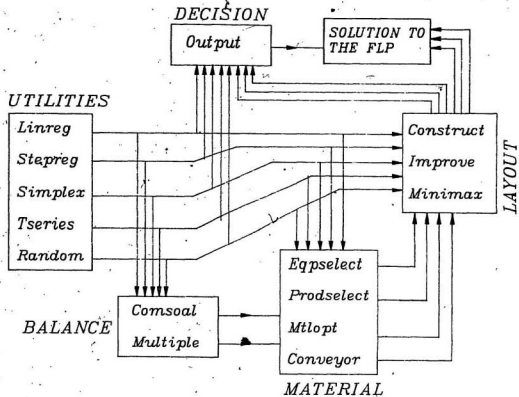 DECISION
Output
SOLUTION TO
THE FLP
UTILITIES
Linreg
Stepreg
Simplex
Tseries
Random
Construct
Improve
Minimax
LAYOUT
Eqpselect
Prodselect
Mtlopt
Conveyor
MATERIAL
BALANCE
Comsoal
Multiple